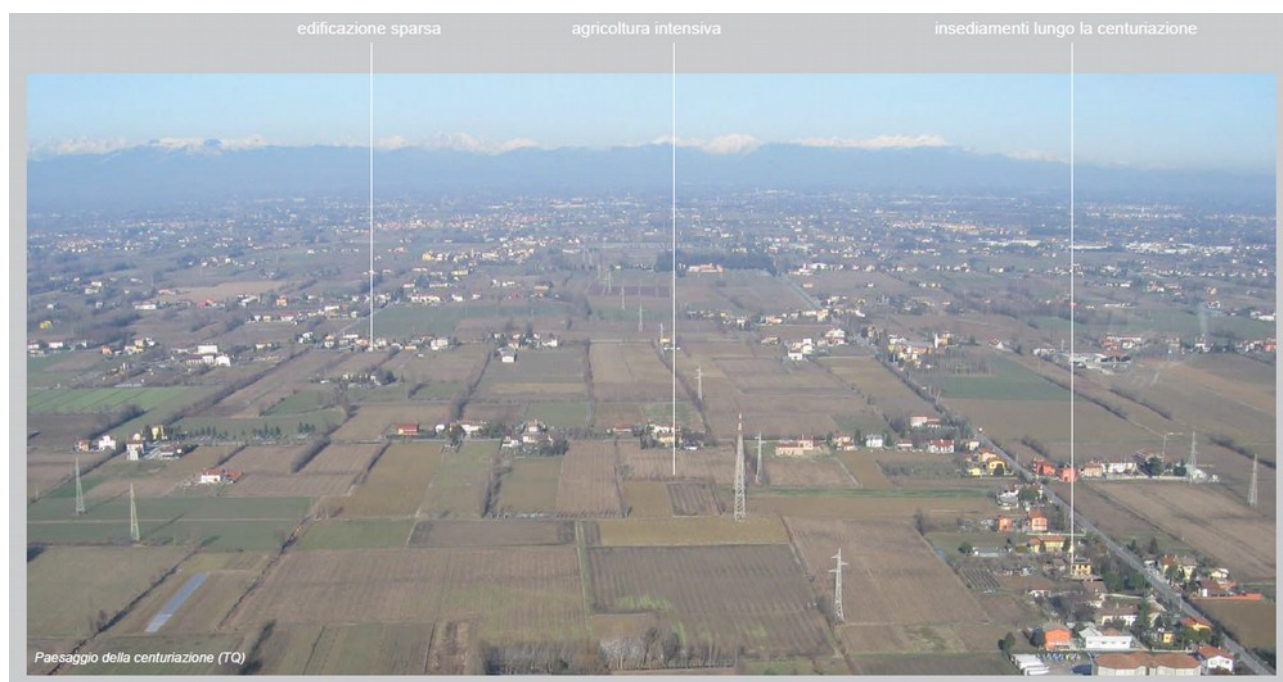 edificazione sparsa
agricoltura intensiva
insediamenti lungo la centuriazione
Paesaggio della centuriazione (TQ)